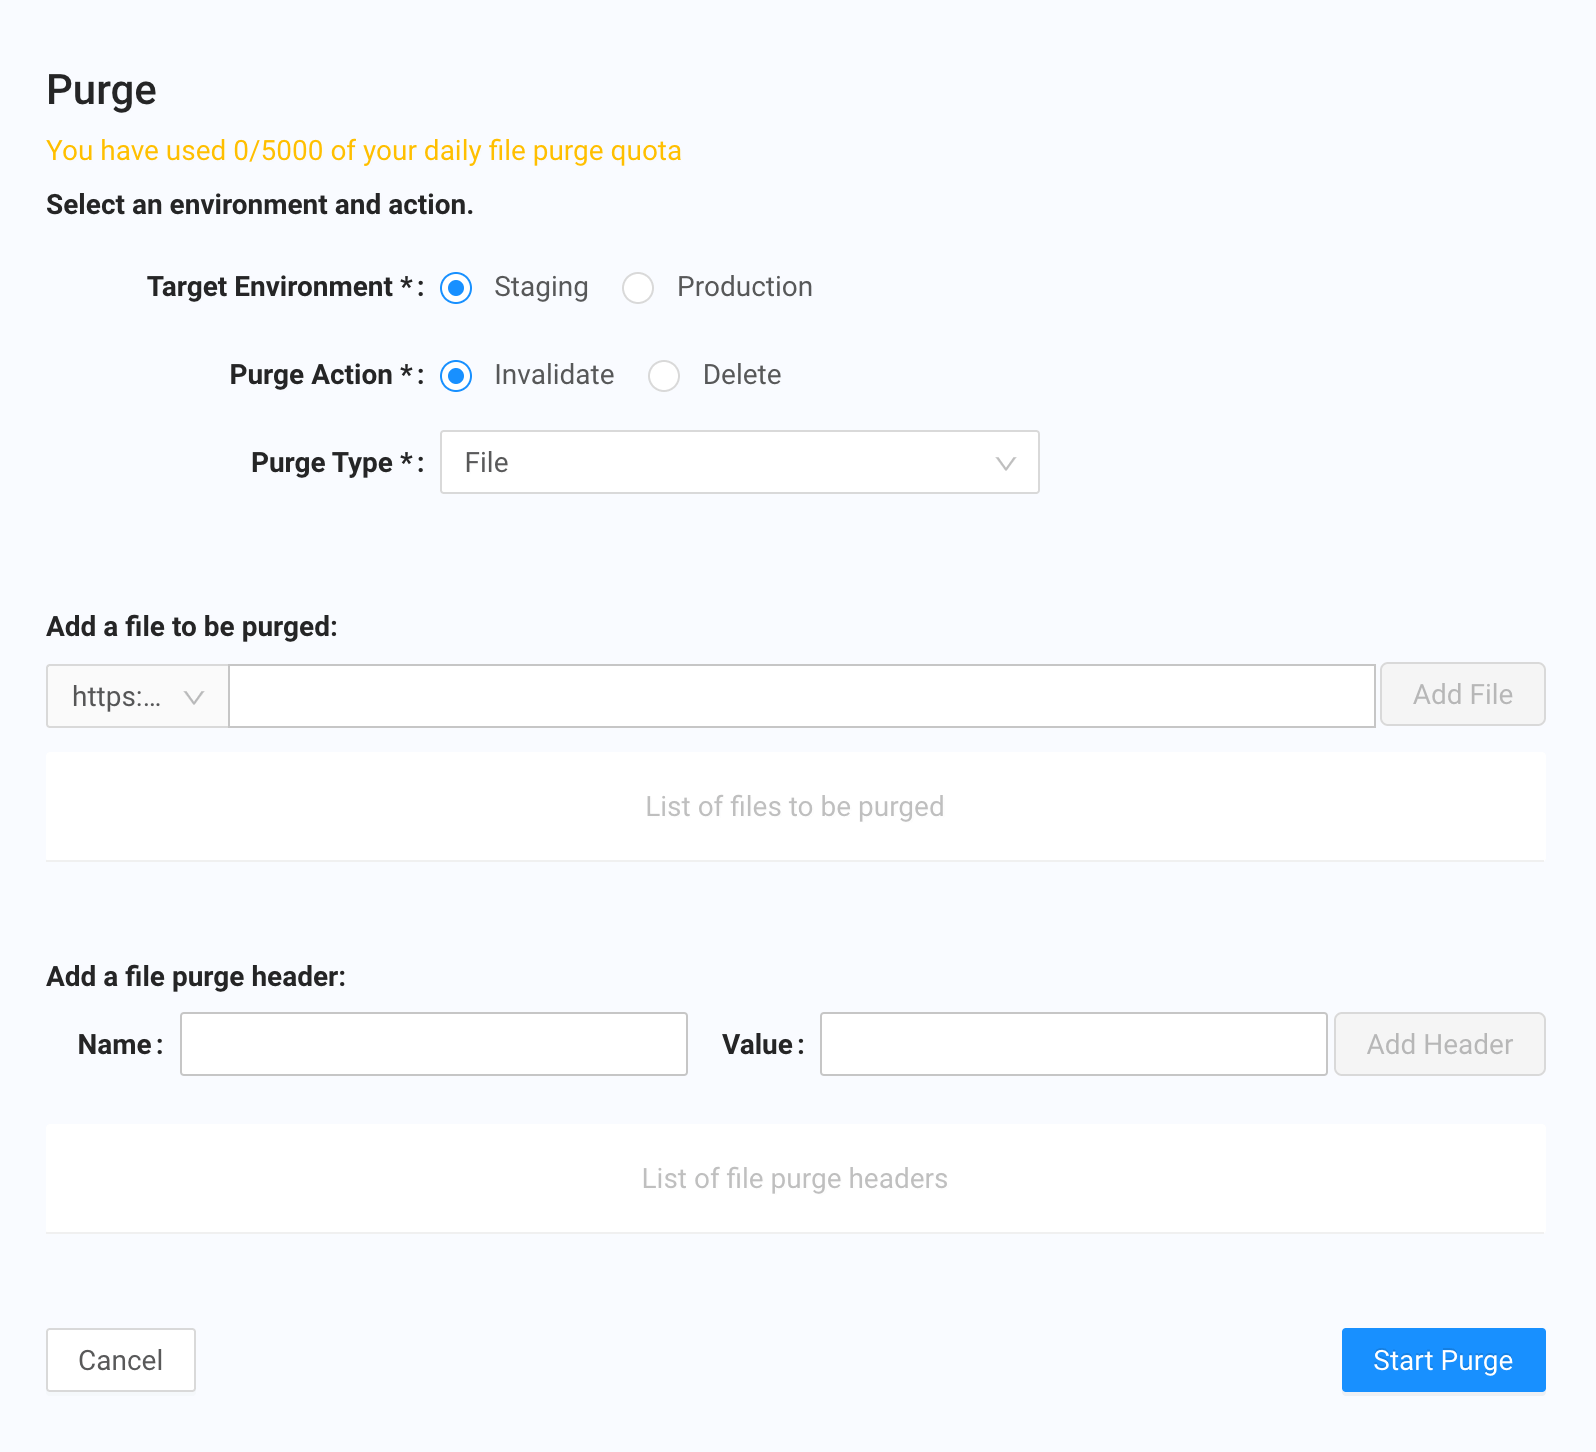 Purge
You have used 0/5000 of your daily file purge quota
Select an environment and action.
Target Environment * : Staging Production
Purge Action * : Invalidate Delete
Purge Type * : File
Add a file to be purged:
https:... Add File
List of files to be purged
Add a file purge header:
Name : Value : Add Header
List of file purge headers
Cancel Start Purge